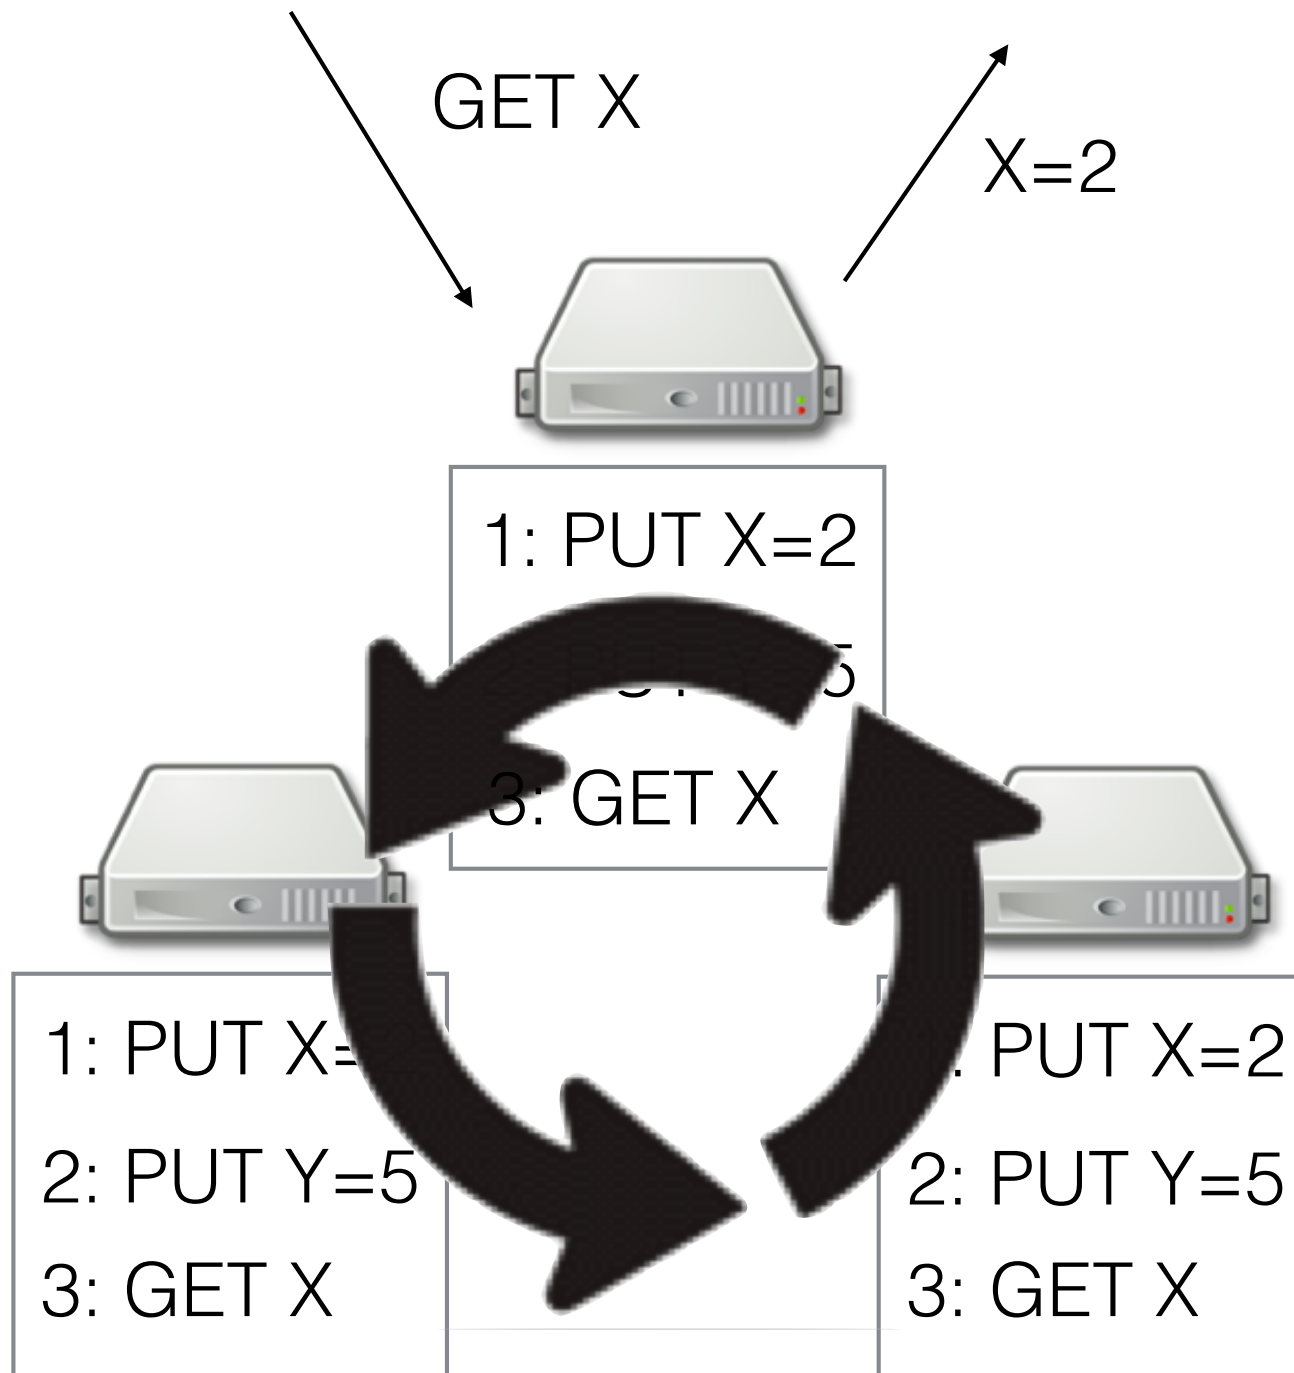 GET X
X=2
1: PUT X=2
5
3: GET X
1: PUT X=
2: PUT Y=5
3: GET X
PUT X=2
2: PUT Y=5
3: GET X